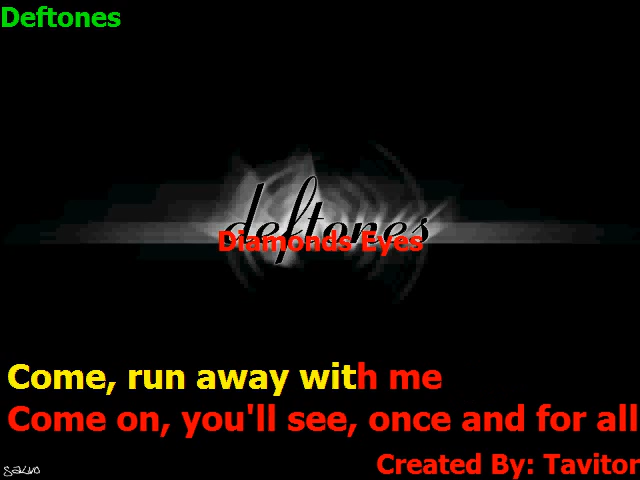 Deftones
deftones
Diamonds Eyes
Come, run away with me
Come on, you'll see, once and for all
Created By: Tavitor